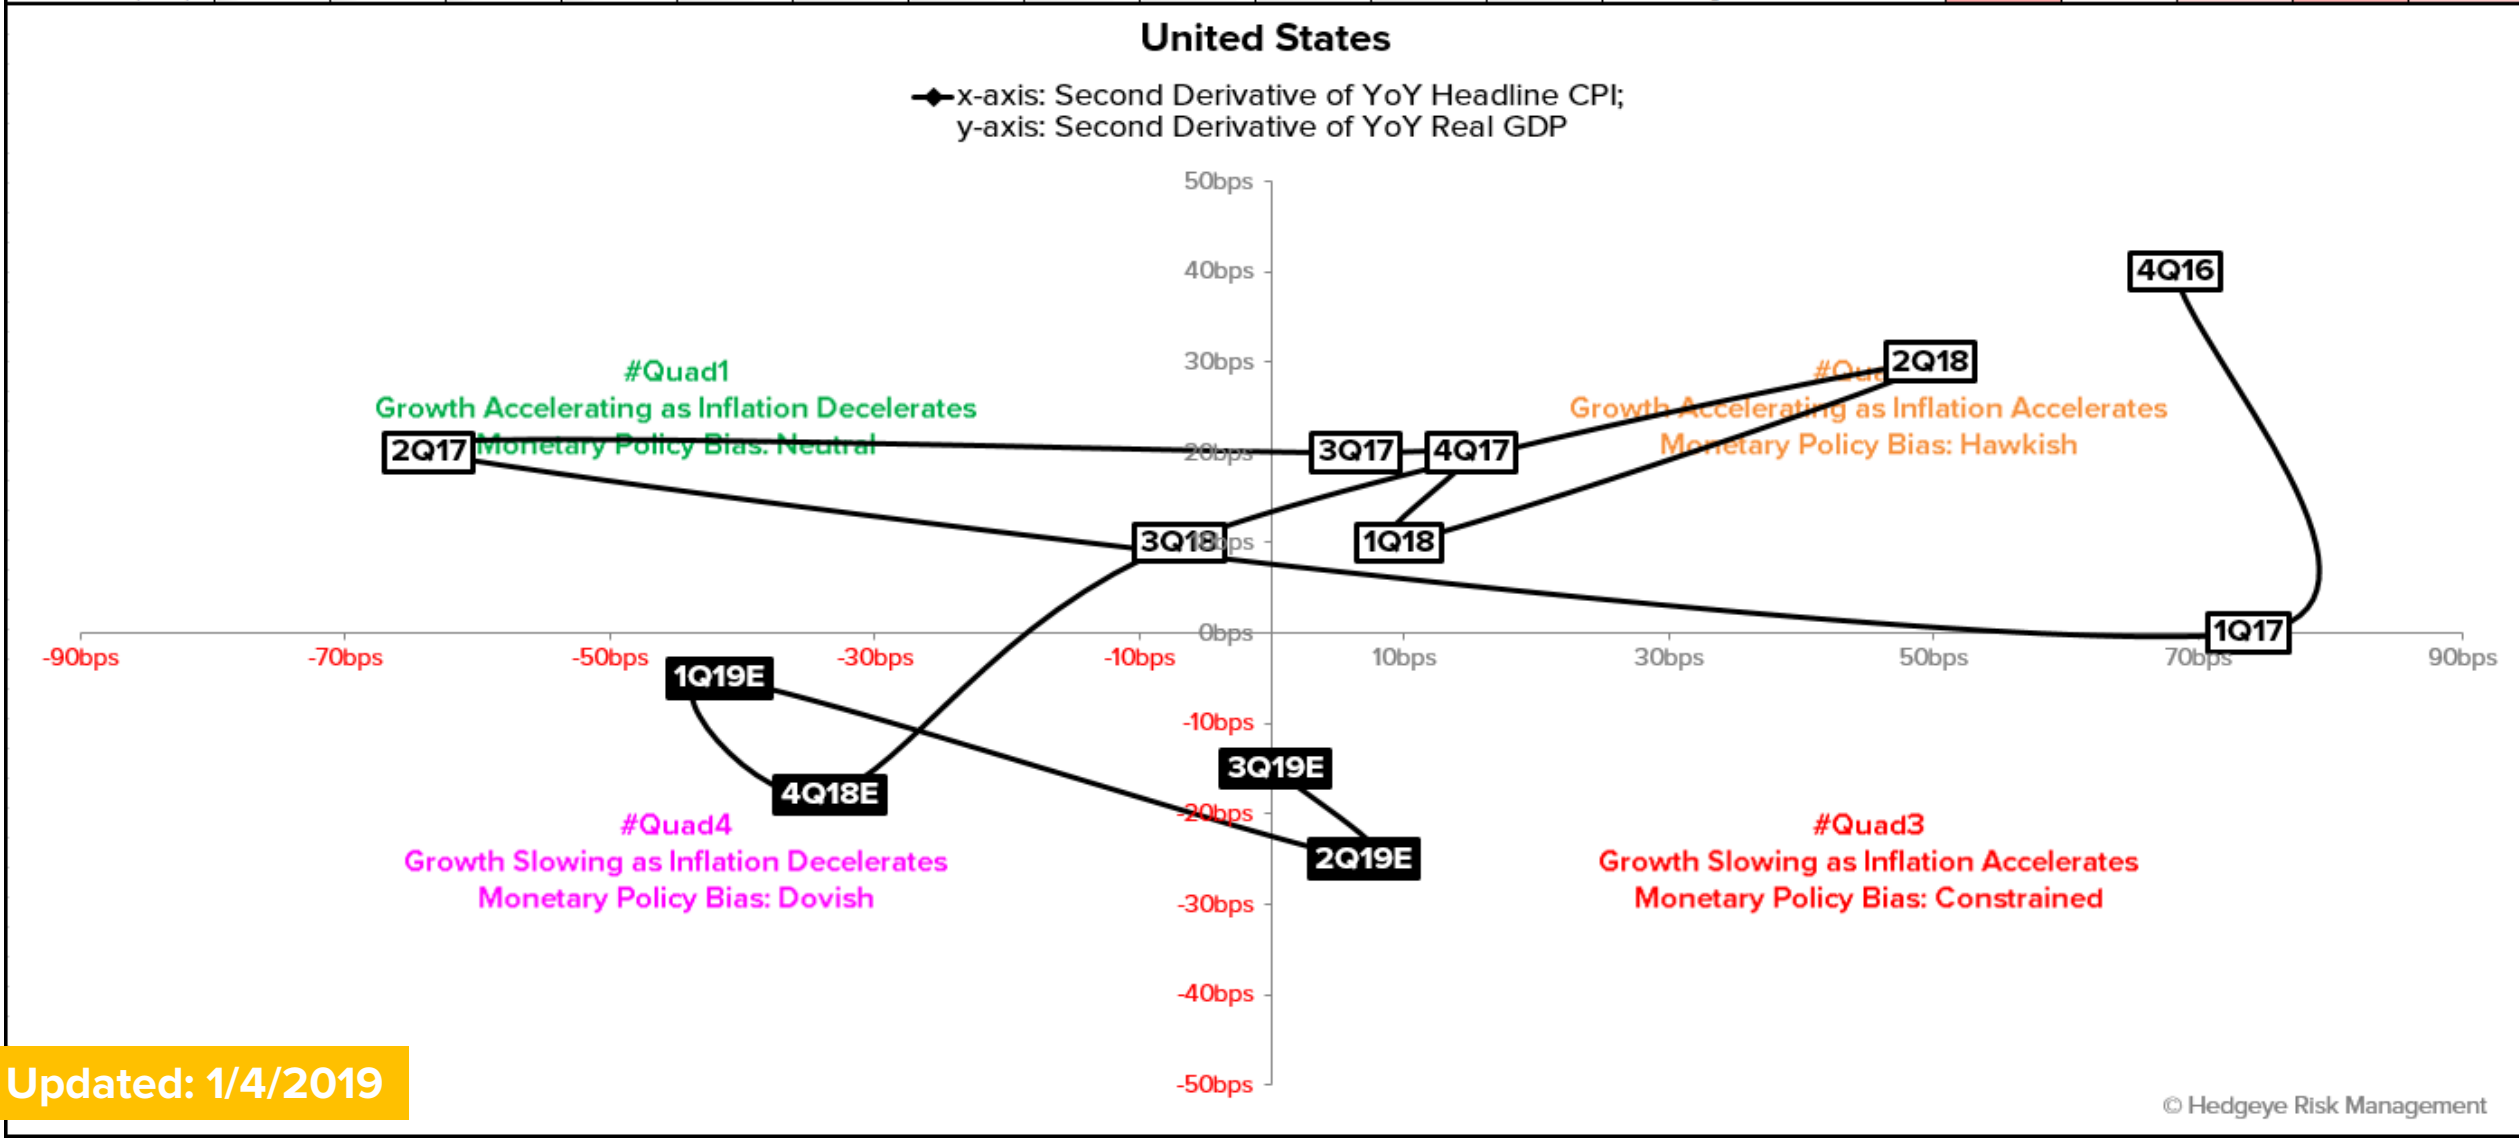 United States
x-axis: Second Derivative of YoY Headline CPI;
y-axis: Second Derivative of YoY Real GDP
50bps
40bps
4Q16
30bps
2Q18
#Quad1
Growth Accelerating as Inflation Decelerates
Monetary Policy Bias: Neutral
Growth Accelerating as Inflation Accelerates
Monetary Policy Bias: Hawkish
2Q17
20bps
3Q17
4Q17
3Q18
10bps
1Q18
0bps
1Q17
-90bps
-70bps
-50bps
-30bps
-10bps
10bps
30bps
50bps
70bps
90bps
1Q19E
-10bps
3Q19E
4Q18E
-20bps
2Q19E
#Quad4
Growth Slowing as Inflation Decelerates
Monetary Policy Bias: Dovish
#Quad3
Growth Slowing as Inflation Accelerates
Monetary Policy Bias: Constrained
-30bps
-40bps
-50bps
Updated: 1/4/2019
© Hedgeye Risk Management